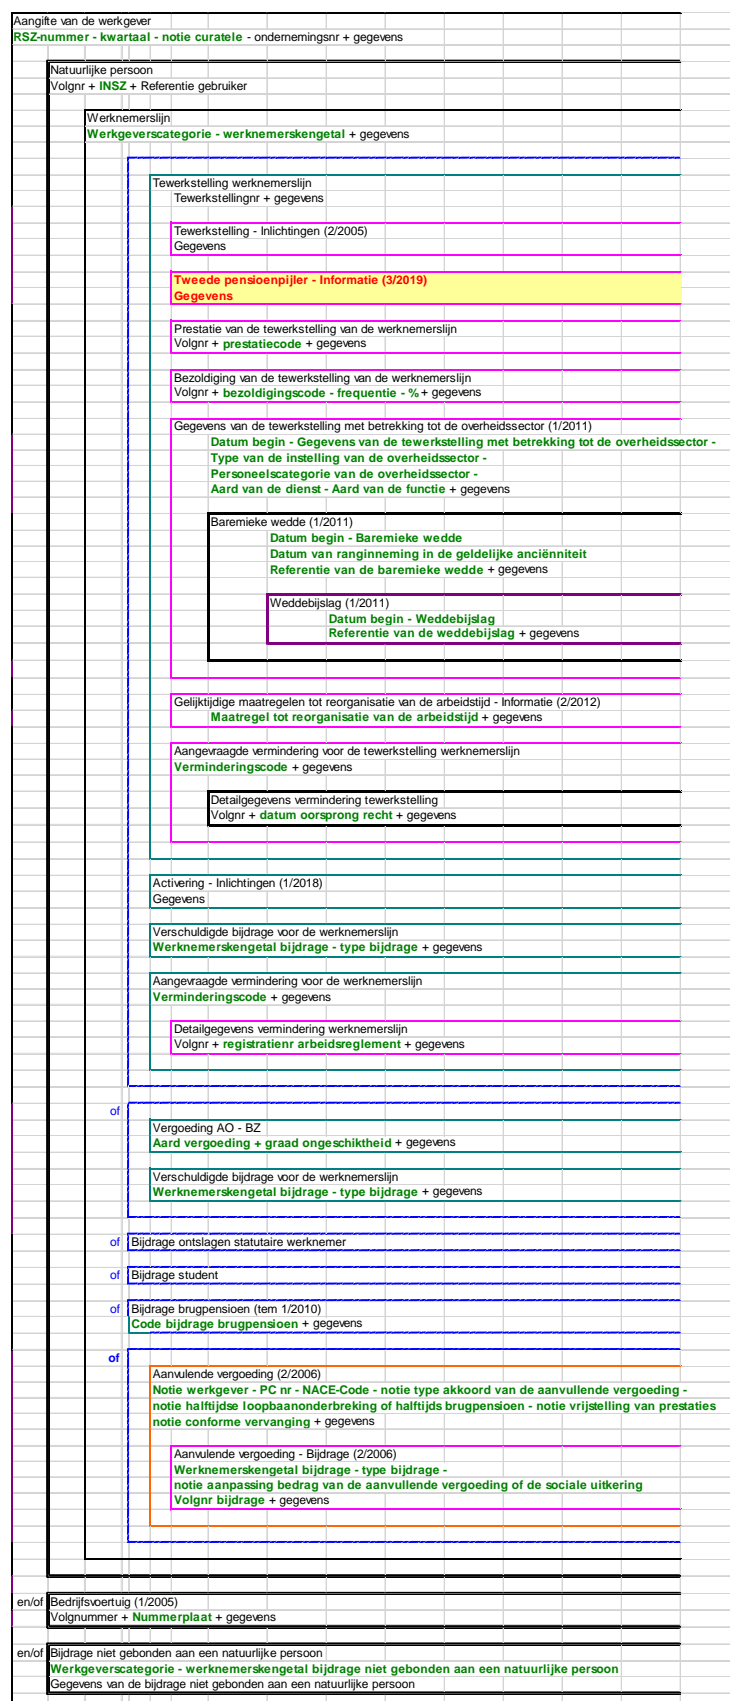 Aangifte van de werkgever
RSZ-nummer - kwartaal - notie curatele - ondernemingsnr + gegevens
Natuurlijke persoon
Volgnr + INSZ + Referentie gebruiker
Werknemerslijn
Werkgeverscategorie - werknemerskengetal + gegevens
Tewerkstelling werknemerslijn
Tewerkstellingnr + gegevens
Tewerkstelling - Inlichtingen (2/2005)
Gegevens
Tweede pensioenpijler - Informatie (3/2019)
Gegevens
Prestatie van de tewerkstelling van de werknemerslijn
Volgnr + prestatiecode + gegevens
Bezoldiging van de tewerkstelling van de werknemerslijn
Volgnr + bezoldigingscode - frequentie - % + gegevens
Gegevens van de tewerkstelling met betrekking tot de overheidssector (1/2011)
Datum begin - Gegevens van de tewerkstelling met betrekking tot de overheidssector -
Type van de instelling van de overheidssector -
Personeelscategorie van de overheidssector -
Aard van de dienst - Aard van de functie + gegevens
Baremieke wedde (1/2011)
Datum begin - Baremieke wedde
Datum van ranginneming in de geldelijke anciënniteit
Referentie van de baremieke wedde + gegevens
Weddebijslag (1/2011)
Datum begin - Weddebijslag
Referentie van de weddebijslag + gegevens
Gelijktijdige maatregelen tot reorganisatie van de arbeidstijd - Informatie (2/2012)
Maatregel tot reorganisatie van de arbeidstijd + gegevens
Aangevraagde vermindering voor de tewerkstelling werknemerslijn
Verminderingscode + gegevens
Detailgegevens vermindering tewerkstelling
Volgnr + datum oorsprong recht + gegevens
Activering - Inlichtingen (1/2018)
Gegevens
Verschuldigde bijdrage voor de werknemerslijn
Werknemerskengetal bijdrage - type bijdrage + gegevens
Aangevraagde vermindering voor de werknemerslijn
Verminderingscode + gegevens
Detailgegevens vermindering werknemerslijn
Volgnr + registratienr arbeidsreglement + gegevens
of
Vergoeding AO - BZ
Aard vergoeding + graad ongeschiktheid + gegevens
Verschuldigde bijdrage voor de werknemerslijn
Werknemerskengetal bijdrage - type bijdrage + gegevens
of Bijdrage ontslagen statutaire werknemer
of Bijdrage student
of Bijdrage brugpensioen (tem 1/2010)
Code bijdrage brugpensioen + gegevens
of
Aanvulende vergoeding (2/2006)
Notie werkgever - PC nr - NACE-Code - notie type akkoord van de aanvullende vergoeding -
notie halftijdse loopbaanonderbreking of halftijds brugpensioen - notie vrijstelling van prestaties
notie conforme vervanging + gegevens
Aanvulende vergoeding - Bijdrage (2/2006)
Werknemerskengetal bijdrage - type bijdrage -
notie aanpassing bedrag van de aanvullende vergoeding of de sociale uitkering
Volgnr bijdrage + gegevens
en/of Bedrijfsvoertuig (1/2005)
Volgnummer + Nummerplaat + gegevens
en/of Bijdrage niet gebonden aan een natuurlijke persoon
Werkgeverscategorie - werknemerskengetal bijdrage niet gebonden aan een natuurlijke persoon
Gegevens van de bijdrage niet gebonden aan een natuurlijke persoon